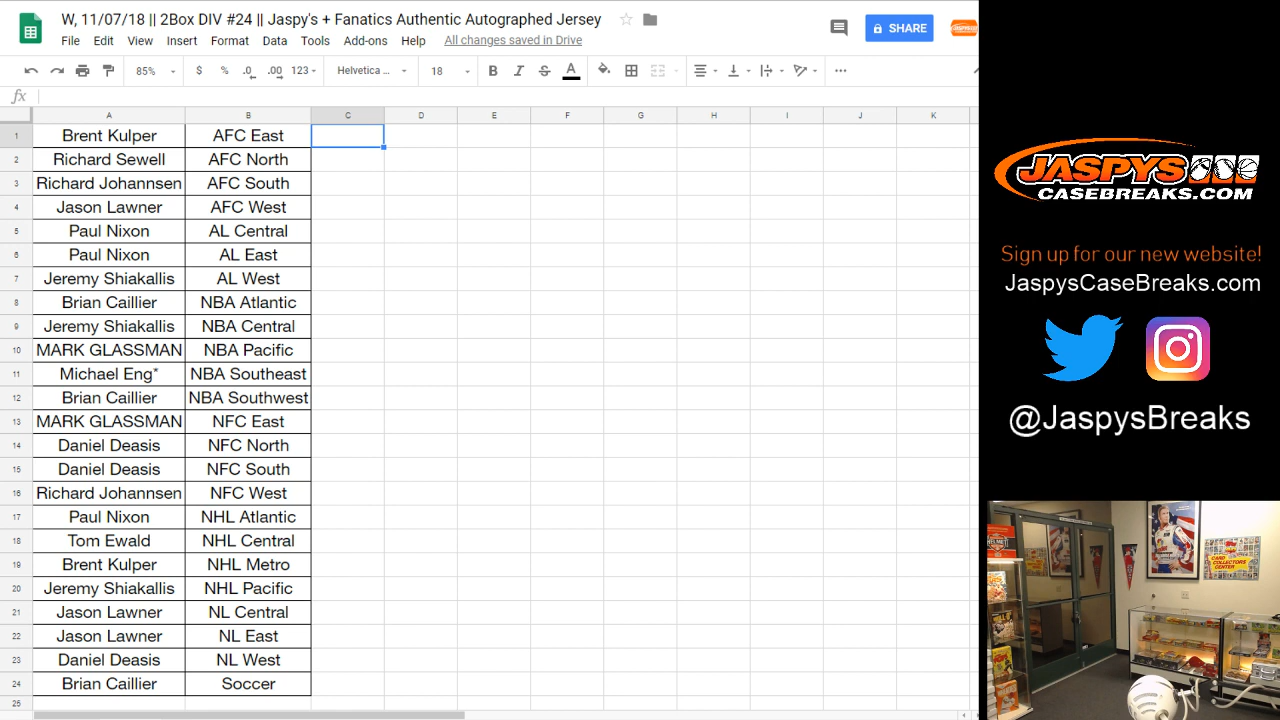 W, 11/07/18 || 2Box DIV #24 || Jaspy's + Fanatics Authentic Autographed Jersey
File Edit View Insert Format Data Tools Add-ons Help All changes saved in Drive
SHARE
85% $ % .0 .00 123 Helvetica ... 18 B I S A
fx
A B C D E F G H I J K
1 Brent Kulper AFC East
2 Richard Sewell AFC North
3 Richard Johannsen AFC South
4 Jason Lawner AFC West
5 Paul Nixon AL Central
6 Paul Nixon AL East
7 Jeremy Shiakallis AL West
8 Brian Caillier NBA Atlantic
9 Jeremy Shiakallis NBA Central
10 MARK GLASSMAN NBA Pacific
11 Michael Eng* NBA Southeast
12 Brian Caillier NBA Southwest
13 MARK GLASSMAN NFC East
14 Daniel Deasis NFC North
15 Daniel Deasis NFC South
16 Richard Johannsen NFC West
17 Paul Nixon NHL Atlantic
18 Tom Ewald NHL Central
19 Brent Kulper NHL Metro
20 Jeremy Shiakallis NHL Pacific
21 Jason Lawner NL Central
22 Jason Lawner NL East
23 Daniel Deasis NL West
24 Brian Caillier Soccer
25
JASPYS
CASEBREAKS.COM
Sign up for our new website!
JaspysCaseBreaks.com
@JaspysBreaks
CARD
COLLECTORS
CENTER